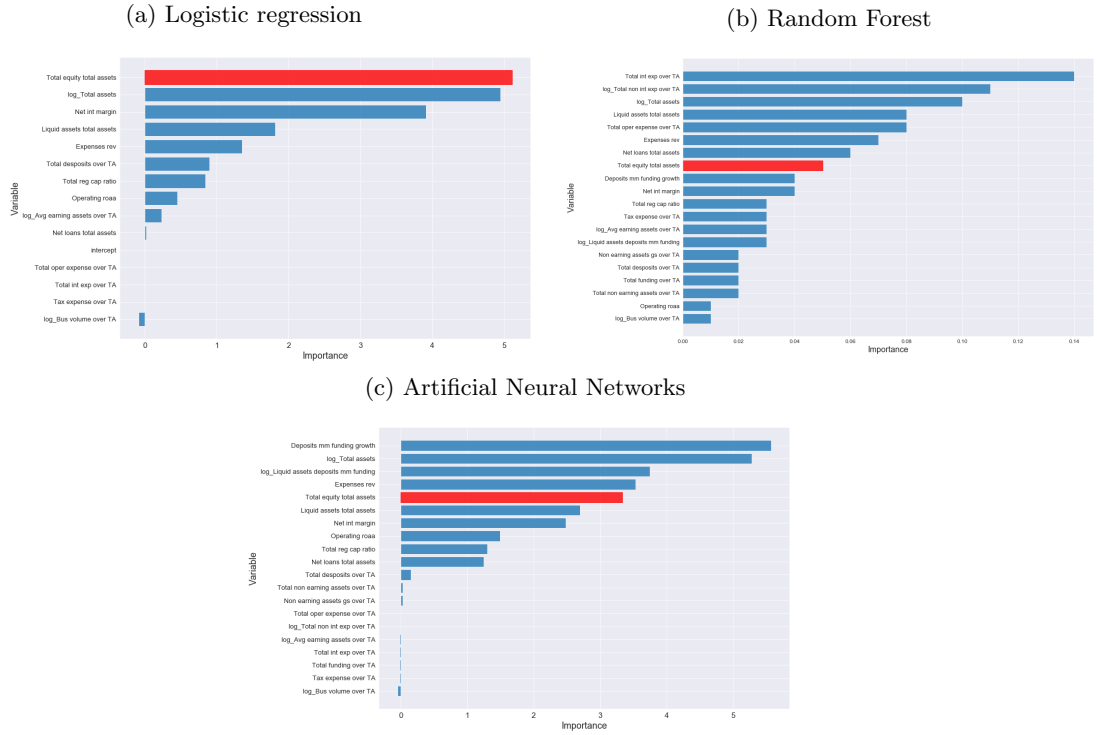 (a) Logistic regression
Total equity total assets
log_Total assets
Net int margin
Liquid assets total assets
Expenses rev
Total desposits over TA
Total reg cap ratio
Operating roaa
log_Avg earning assets over TA
Net loans total assets
intercept
Total oper expense over TA
Total int exp over TA
Tax expense over TA
log_Bus volume over TA
Variable
0 1 2 3 4 5
Importance
(b) Random Forest
Total int exp over TA
log_Total non int exp over TA
log_Total assets
Liquid assets total assets
Total oper expense over TA
Expenses rev
Net loans total assets
Total equity total assets
Deposits mm funding growth
Net int margin
Total reg cap ratio
Tax expense over TA
log_Avg earning assets over TA
log_Liquid assets deposits mm funding
Non earning assets gs over TA
Total desposits over TA
Total funding over TA
Total non earning assets over TA
Operating roaa
log_Bus volume over TA
Variable
0.00 0.02 0.04 0.06 0.08 0.10 0.12 0.14
Importance
(c) Artificial Neural Networks
Deposits mm funding growth
log_Total assets
log_Liquid assets deposits mm funding
Expenses rev
Total equity total assets
Liquid assets total assets
Net int margin
Operating roaa
Total reg cap ratio
Net loans total assets
Total desposits over TA
Total non earning assets over TA
Non earning assets gs over TA
Total oper expense over TA
log_Total non int exp over TA
log_Avg earning assets over TA
Total int exp over TA
Total funding over TA
Tax expense over TA
log_Bus volume over TA
Variable
0 1 2 3 4 5
Importance